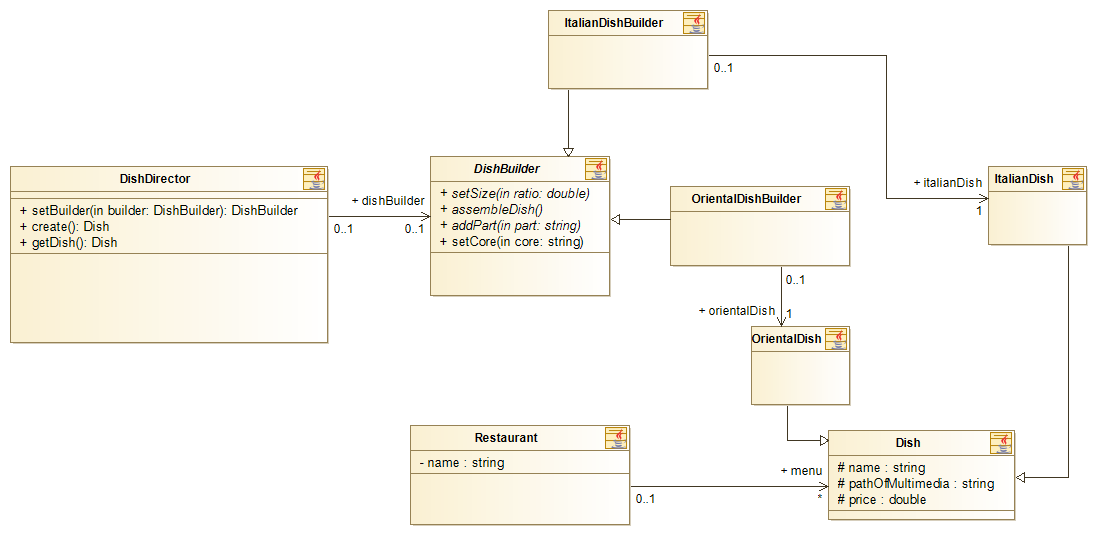 ItalianDishBuilder
0..1
DishDirector
+ setBuilder(in builder: DishBuilder): DishBuilder
+ create(): Dish
+ getDish(): Dish
+ dishBuilder
0..1
0..1
DishBuilder
+ setSize(in ratio: double)
+ assembleDish()
+ addPart(in part: string)
+ setCore(in core: string)
OrientalDishBuilder
0..1
+ italianDish
1
ItalianDish
+ orientalDish
1
OrientalDish
Restaurant
- name : string
0..1
+ menu
*
Dish
# name : string
# pathOfMultimedia : string
# price : double